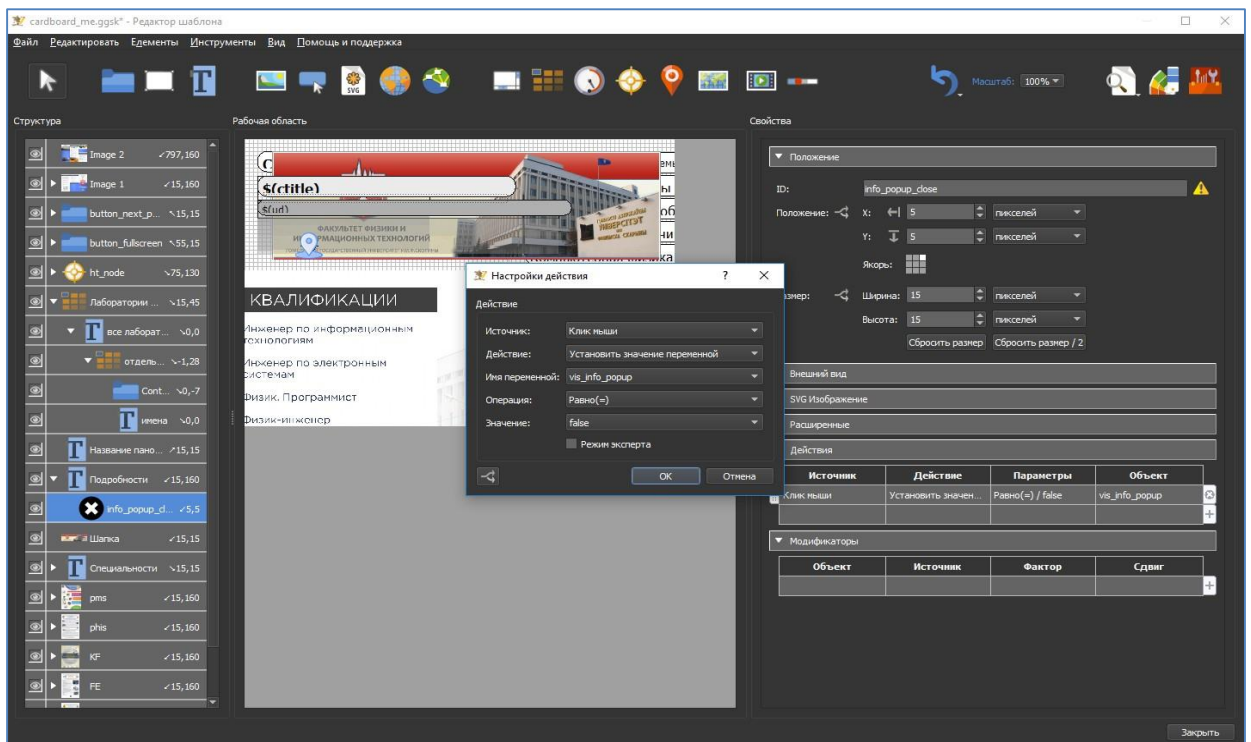 cardboard_me.ggsk* - Редактор шаблона
Файл Редактировать Елементы Инструменты Вид Помощь и поддержка
SVG
Масштаб: 100%
Структура Рабочая область Свойства
Image 2 797,160
Image 1 15,160
button_next_p... 15,15
button_fullscreen 55,15
ht_node 75,130
Лаборатории ... 15,45
все лаборат... 0,0
отдель... -1,28
Cont... 0,-7
имена 0,0
Название пано... 15,15
Подробности 15,160
info_popup_cl... 5,5
Шапка 15,15
Специальности 15,15
pms 15,160
phis 15,160
KF 15,160
FE 15,160
$(ctitle)
$(ud)
ФАКУЛЬТЕТ ФИЗИКИ И
ИНФОРМАЦИОННЫХ ТЕХНОЛОГИЙ
КВАЛИФИКАЦИИ
Инженер по информационным
технологиям
Инженер по электронным
системам
Физик. Программист
Физик-инженер
Настройки действия ? ×
Действие
Источник: Клик мыши
Действие: Установить значение переменной
Имя переменной: vis_info_popup
Операция: Равно(=)
Значение: false
Режим эксперта
ОК Отмена
Положение
ID: info_popup_close
Положение: X: 5 пикселей
Y: 5 пикселей
Якорь:
Ширина: 15 пикселей
Высота: 15 пикселей
Сбросить размер Сбросить размер / 2
Внешний вид
SVG Изображение
Расширенные
Действия
Источник Действие Параметры Объект
Клик мыши Установить значен... Равно(=) / false vis_info_popup
Модификаторы
Объект Источник Фактор Сдвиг
Закрыть